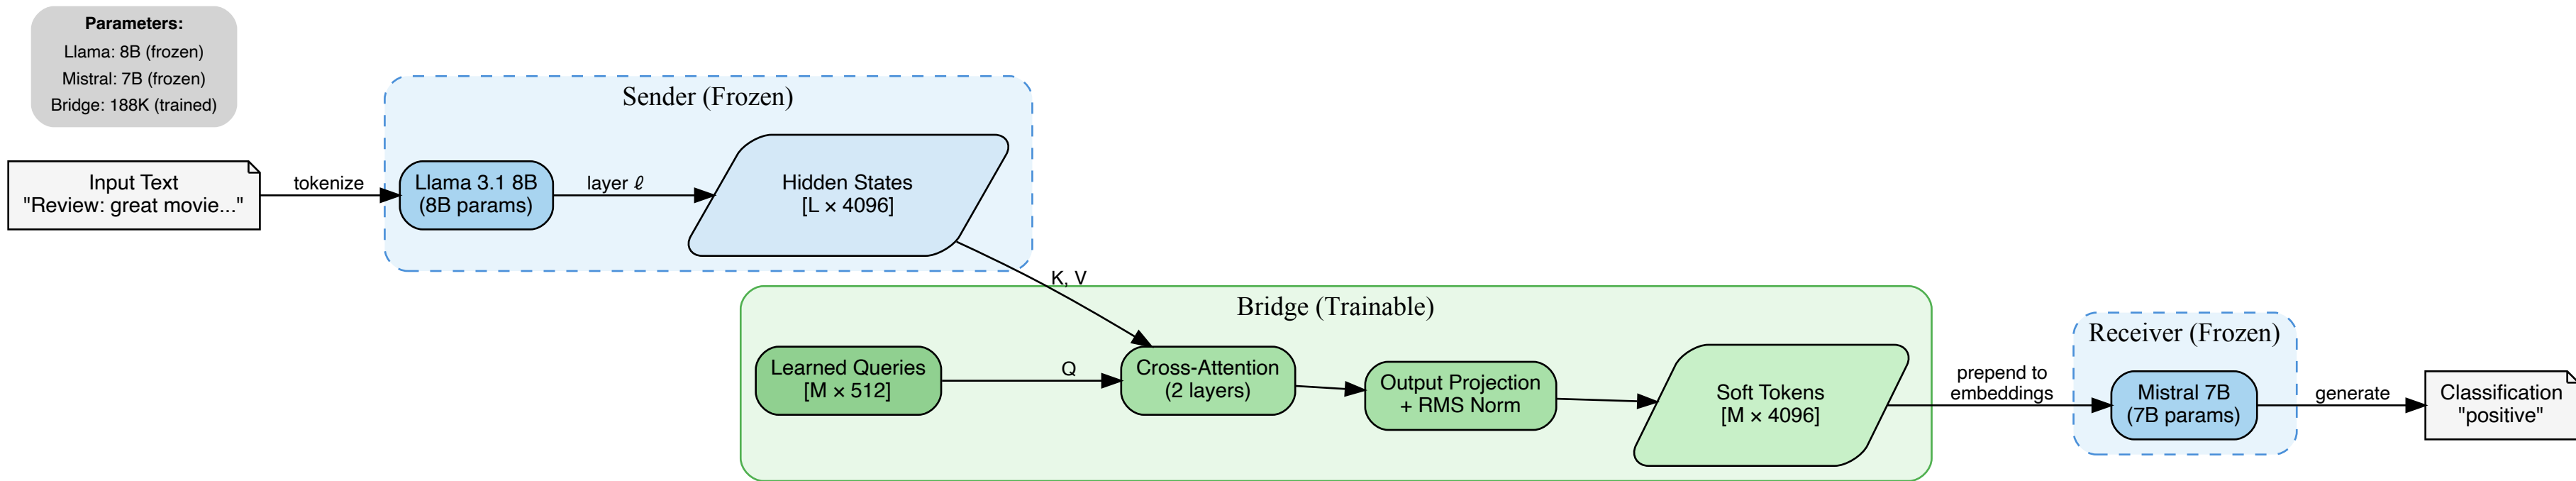 Parameters:
Llama: 8B (frozen)
Mistral: 7B (frozen)
Bridge: 188K (trained)
Input Text
"Review: great movie..."
tokenize
Sender (Frozen)
Llama 3.1 8B
(8B params)
layer ℓ
Hidden States
[L × 4096]
K, V
Bridge (Trainable)
Learned Queries
[M × 512]
Q
Cross-Attention
(2 layers)
Output Projection
+ RMS Norm
Soft Tokens
[M × 4096]
prepend to
embeddings
Receiver (Frozen)
Mistral 7B
(7B params)
generate
Classification
"positive"